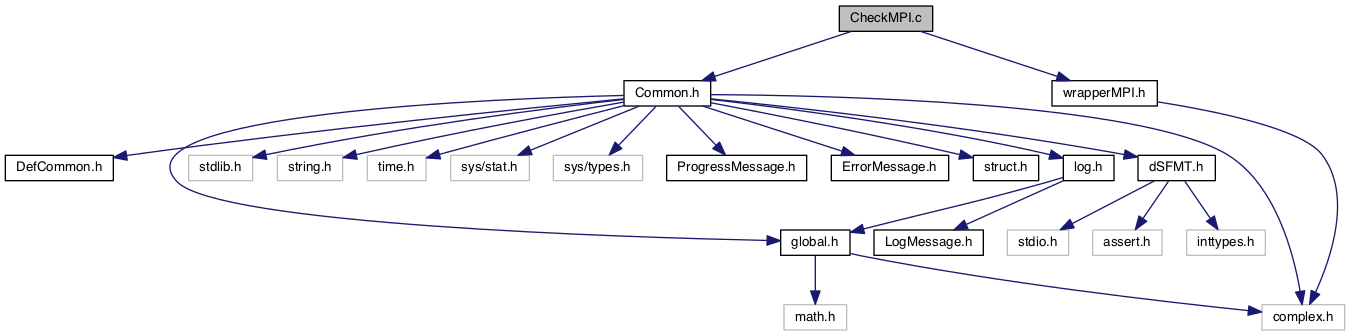 CheckMPI.c
Common.h
wrapperMPI.h
DefCommon.h
stdlib.h
string.h
time.h
sys/stat.h
sys/types.h
ProgressMessage.h
ErrorMessage.h
struct.h
log.h
dSFMT.h
global.h
LogMessage.h
stdio.h
assert.h
inttypes.h
math.h
complex.h